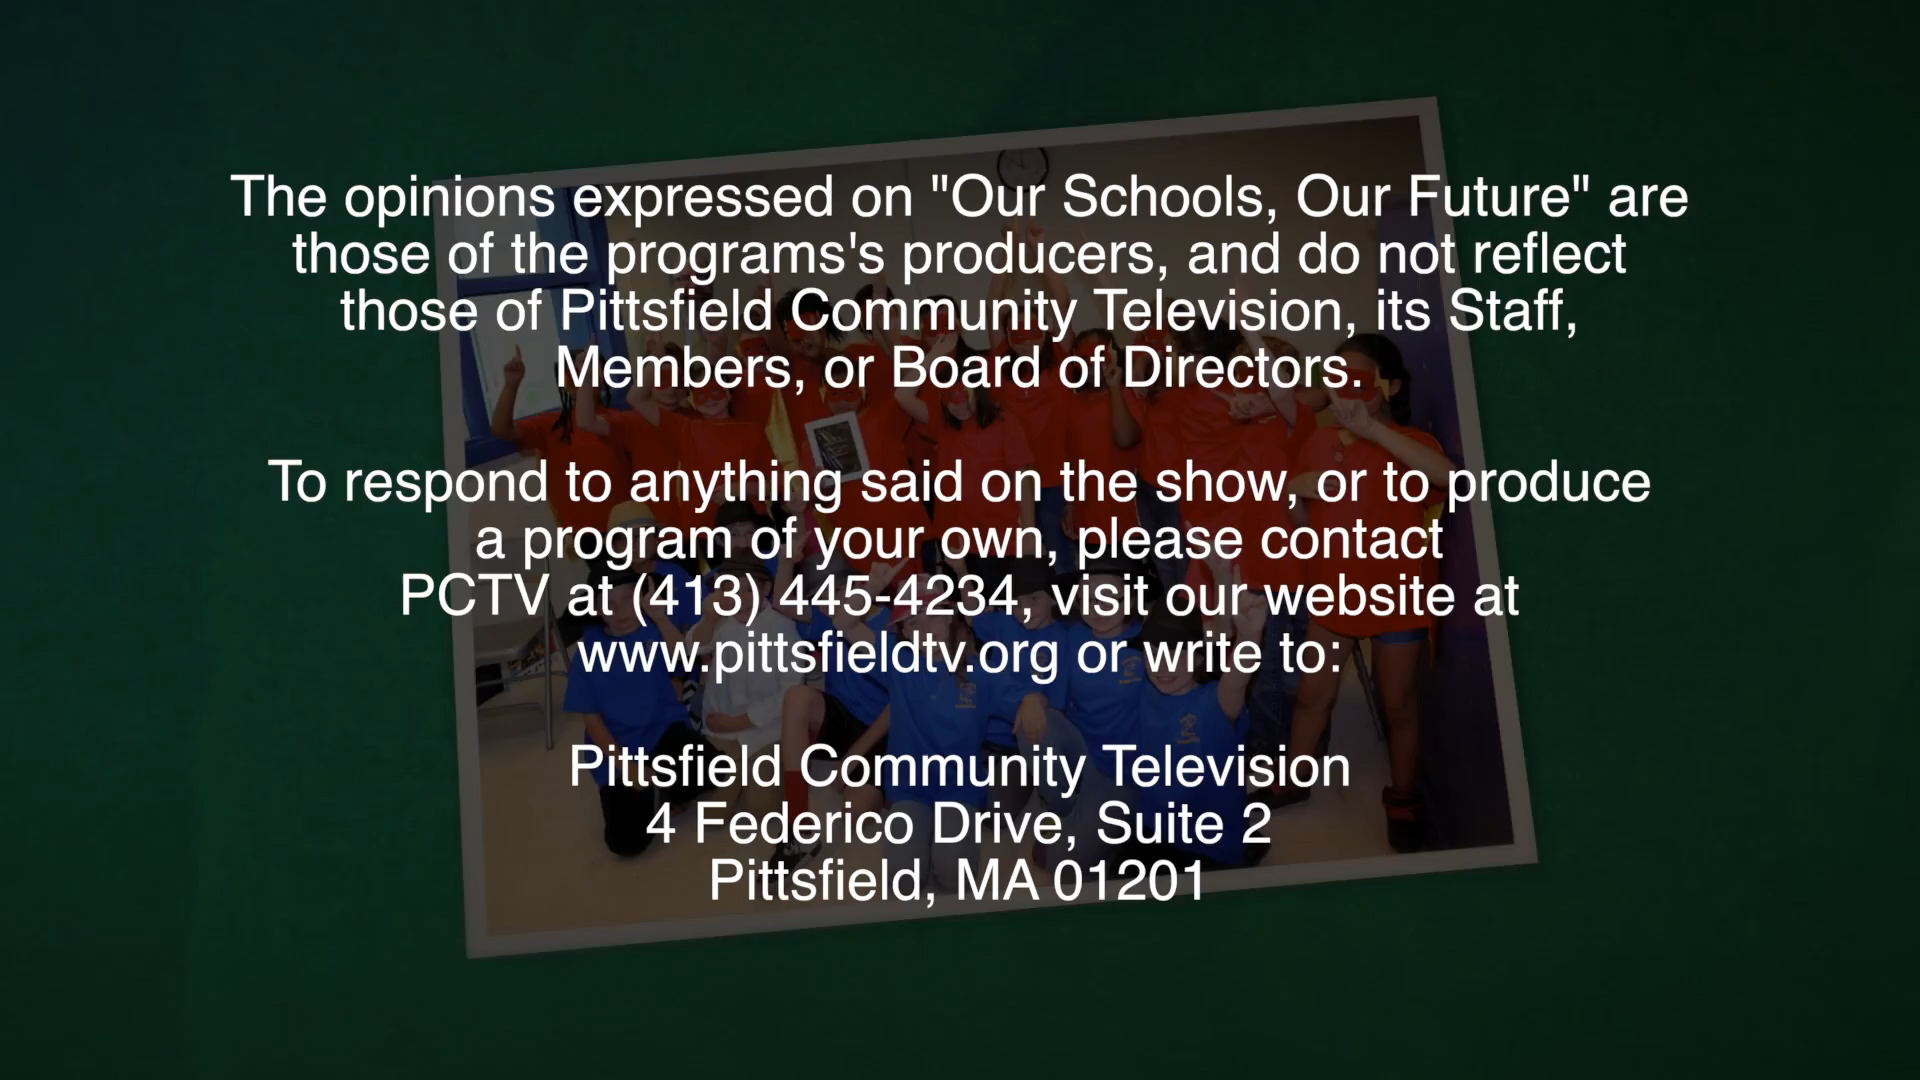 The opinions expressed on "Our Schools, Our Future" are
those of the programs's producers, and do not reflect
those of Pittsfield Community Television, its Staff,
Members, or Board of Directors.
To respond to anything said on the show, or to produce
a program of your own, please contact
PCTV at (413) 445-4234, visit our website at
www.pittsfieldtv.org or write to:
Pittsfield Community Television
4 Federico Drive, Suite 2
Pittsfield, MA 01201